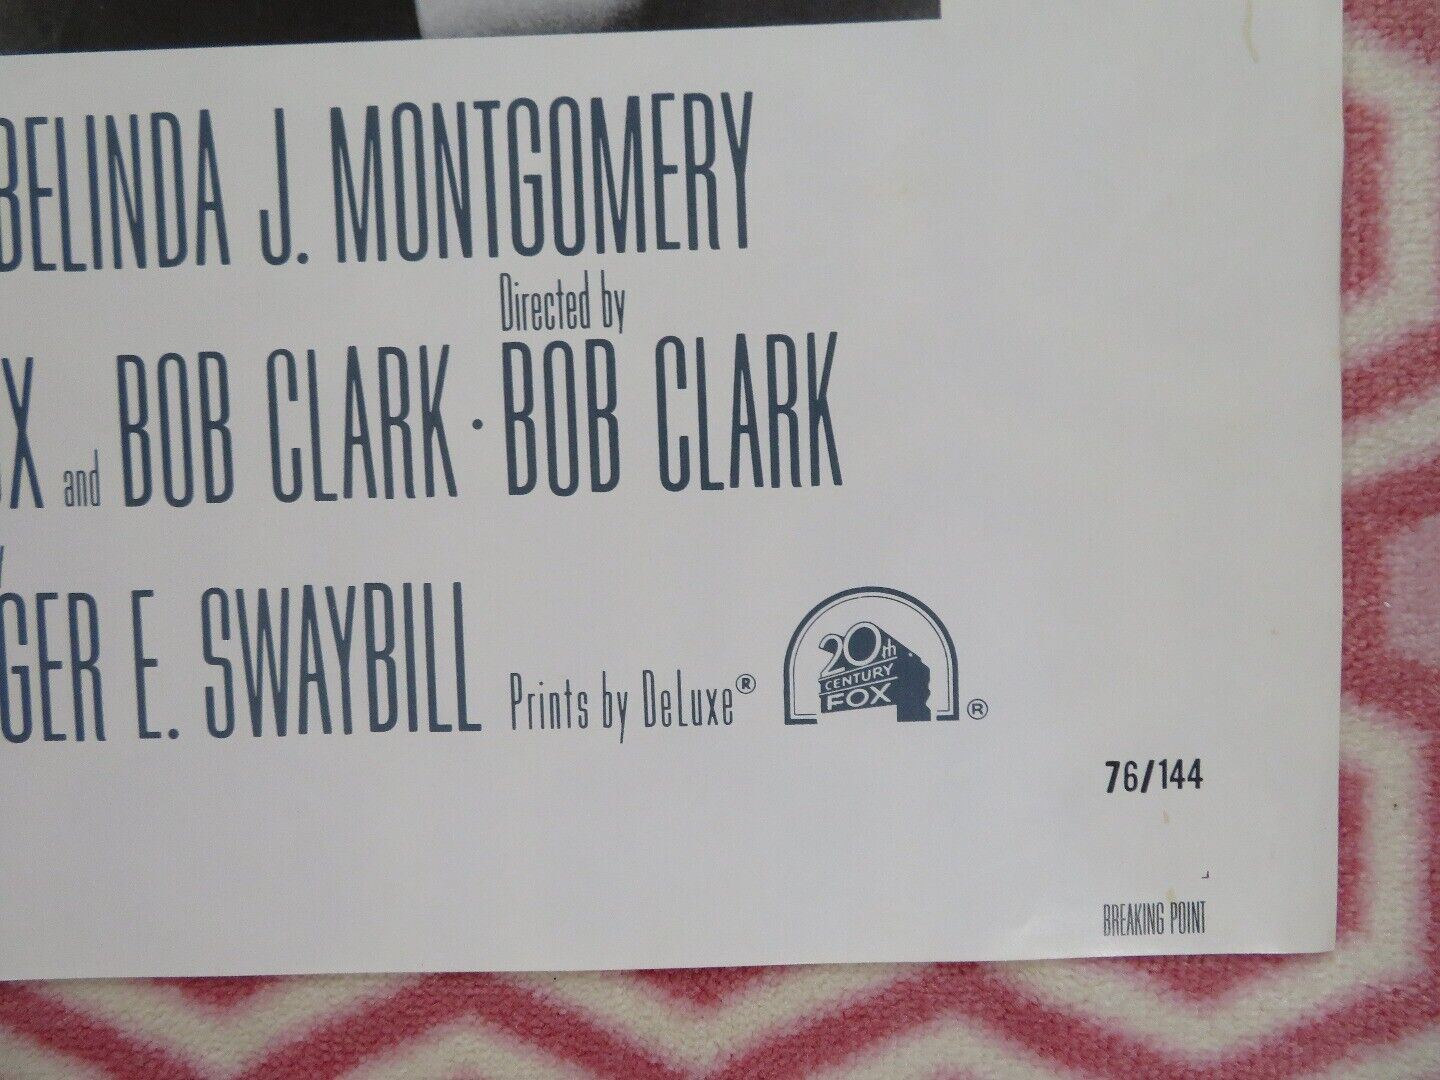 BELINDA J. MONTGOMERY
Directed by
X and BOB CLARK · BOB CLARK
GER E. SWAYBILL Prints by DeLuxe®
20th
CENTURY
FOX
®
76/144
BREAKING POINT